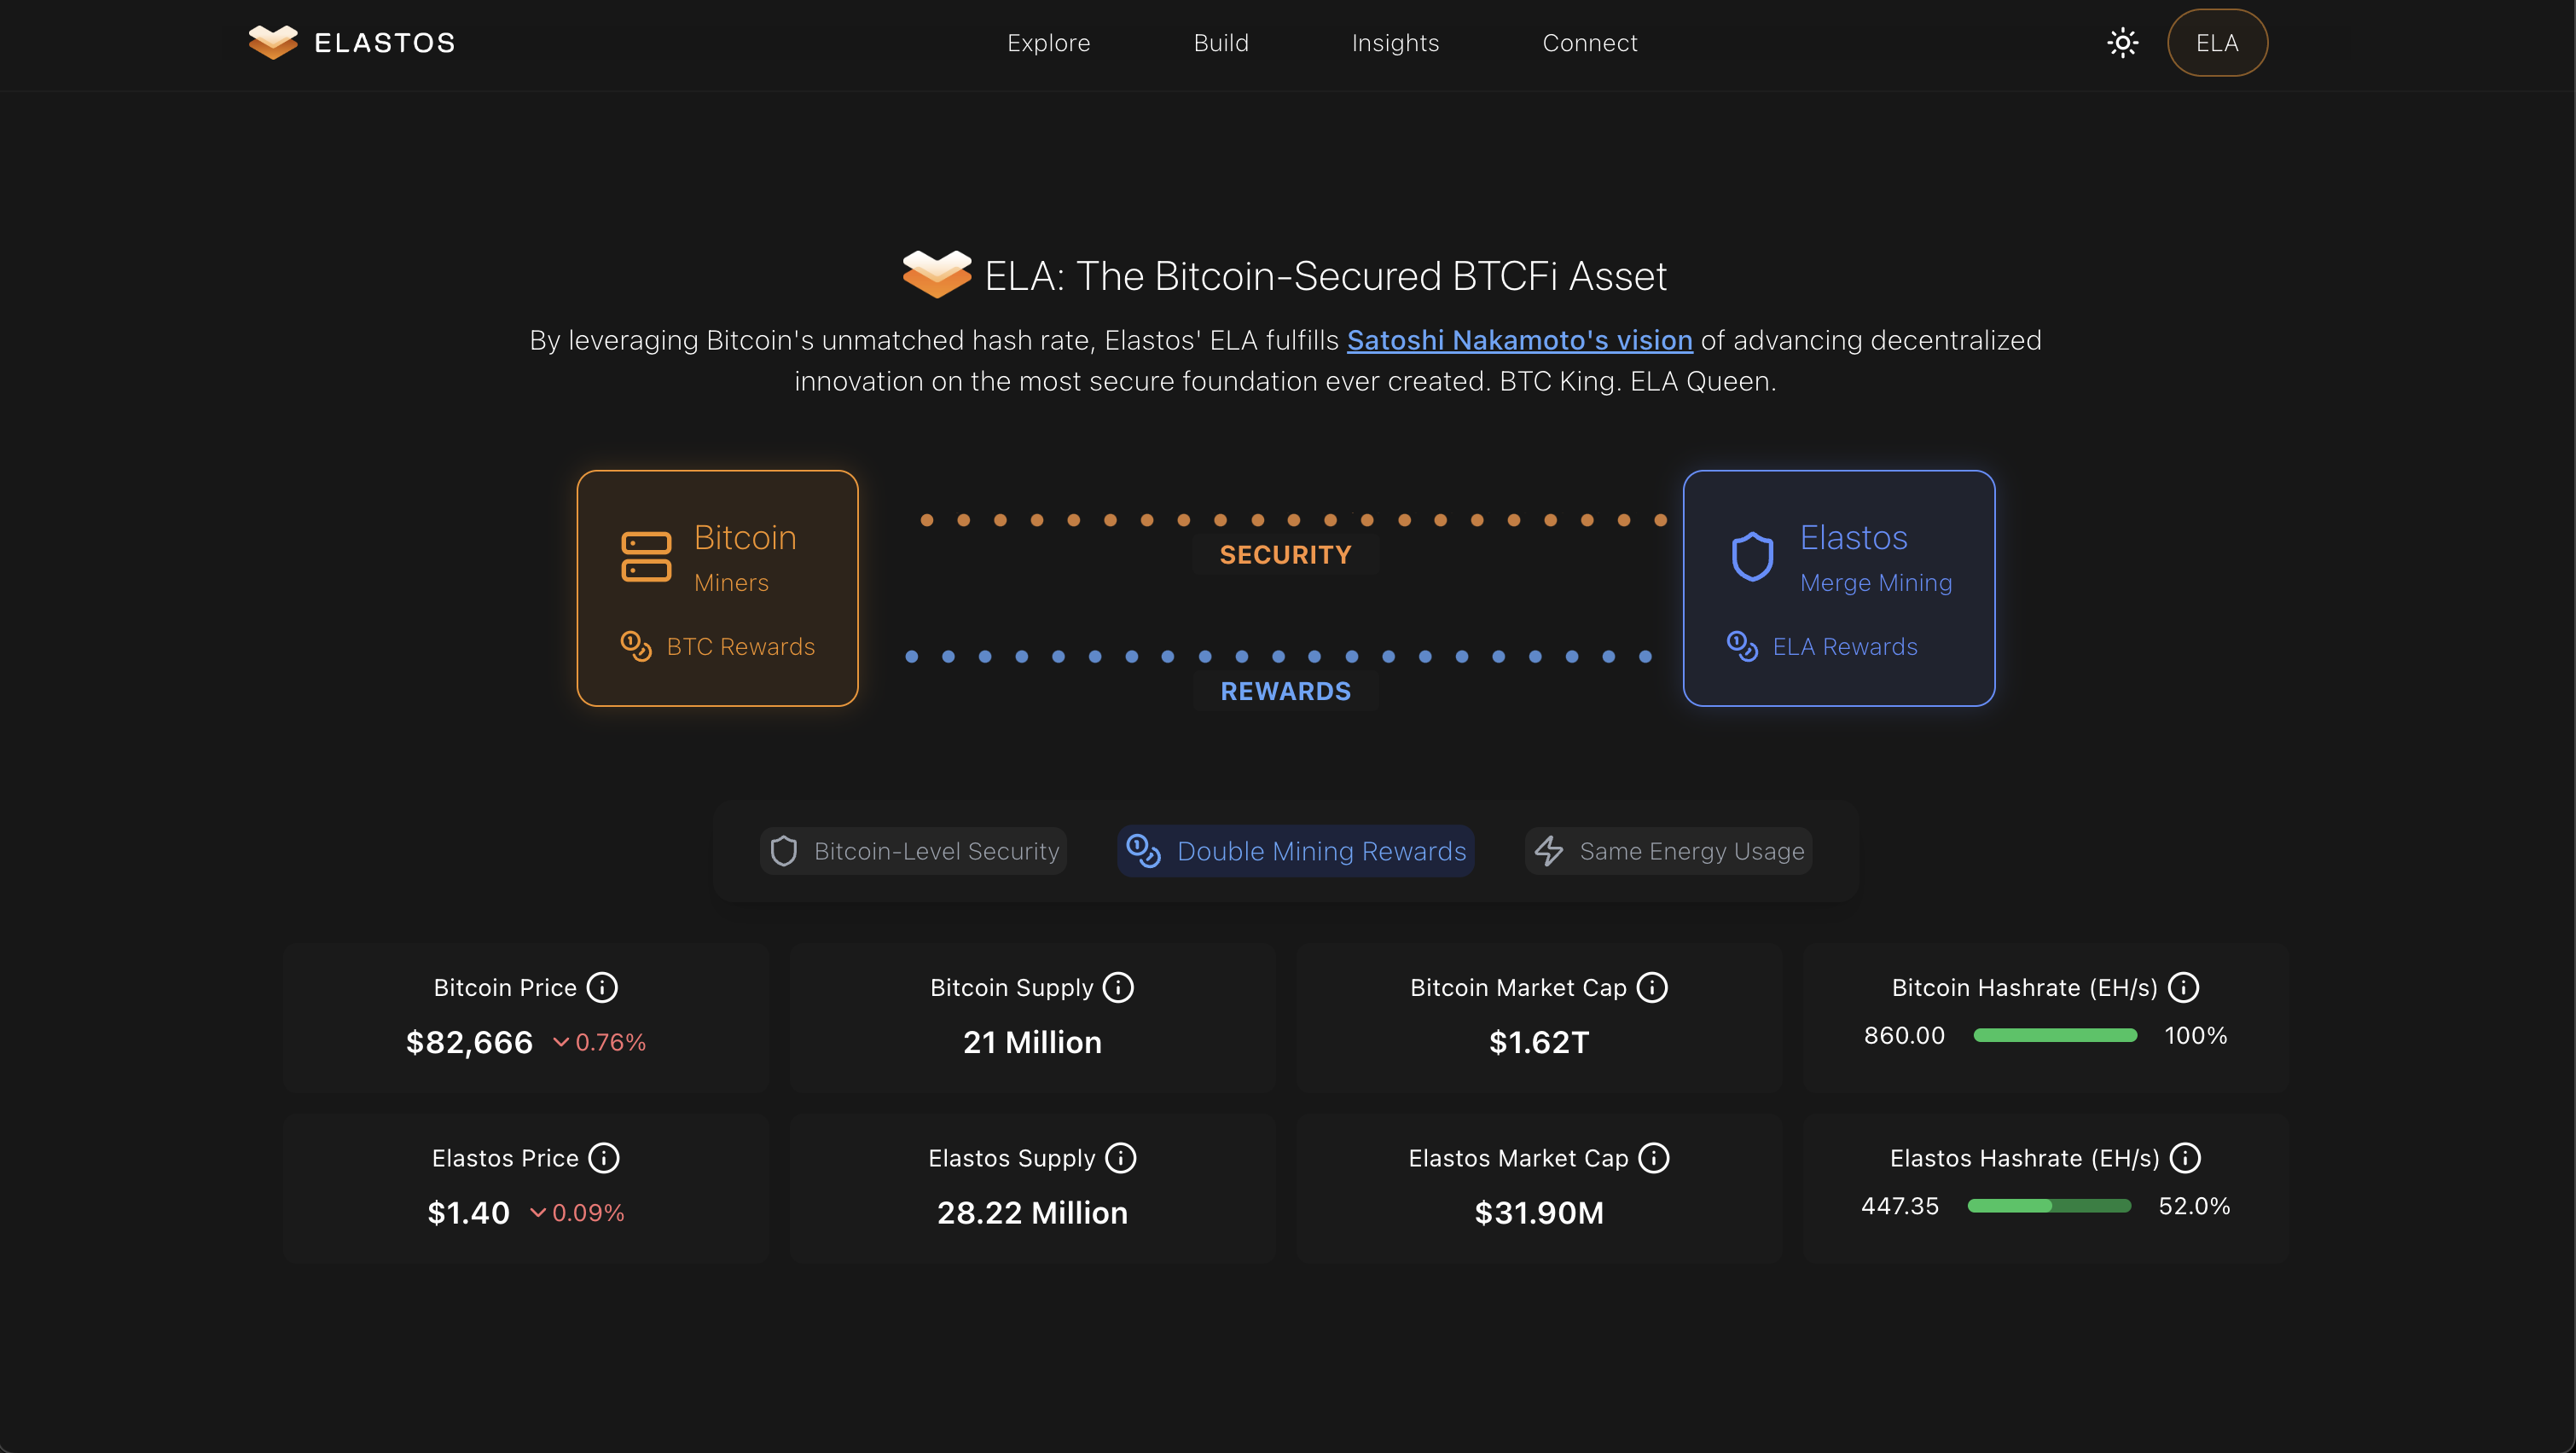 ELASTOS
Explore
Build
Insights
Connect
ELA
ELA: The Bitcoin-Secured BTCFi Asset
By leveraging Bitcoin's unmatched hash rate, Elastos' ELA fulfills Satoshi Nakamoto's vision of advancing decentralized
innovation on the most secure foundation ever created. BTC King. ELA Queen.
Bitcoin
Miners
BTC Rewards
SECURITY
REWARDS
Elastos
Merge Mining
ELA Rewards
Bitcoin-Level Security
Double Mining Rewards
Same Energy Usage
Bitcoin Price
$82,666 0.76%
Bitcoin Supply
21 Million
Bitcoin Market Cap
$1.62T
Bitcoin Hashrate (EH/s)
860.00 100%
Elastos Price
$1.40 0.09%
Elastos Supply
28.22 Million
Elastos Market Cap
$31.90M
Elastos Hashrate (EH/s)
447.35 52.0%